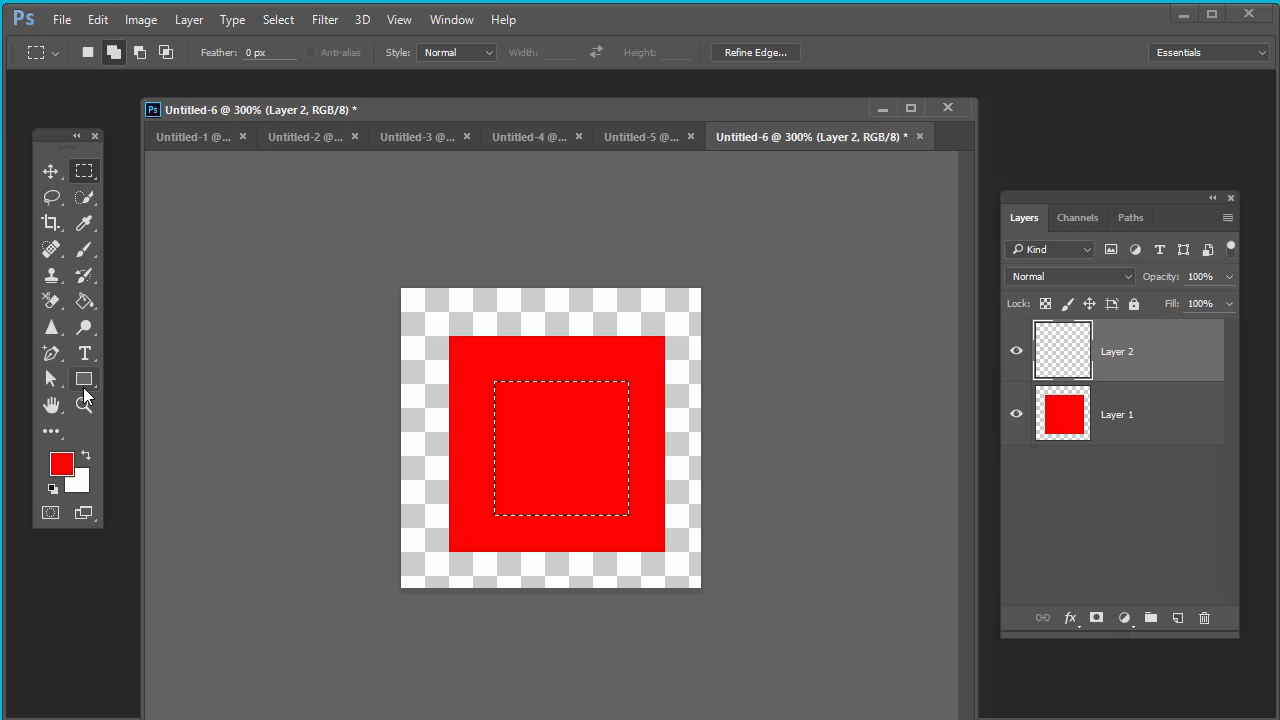 Ps File Edit Image Layer Type Select Filter 3D View Window Help
Feather: 0 px Anti-alias Style: Normal Width: Height: Refine Edge... Essentials
Ps Untitled-6 @ 300% (Layer 2, RGB/8) *
Untitled-1 @... Untitled-2 @... Untitled-3 @... Untitled-4 @... Untitled-5 @... Untitled-6 @ 300% (Layer 2, RGB/8) *
Layers Channels Paths
Kind
Normal Opacity: 100%
Lock: Fill: 100%
Layer 2
Layer 1
fx